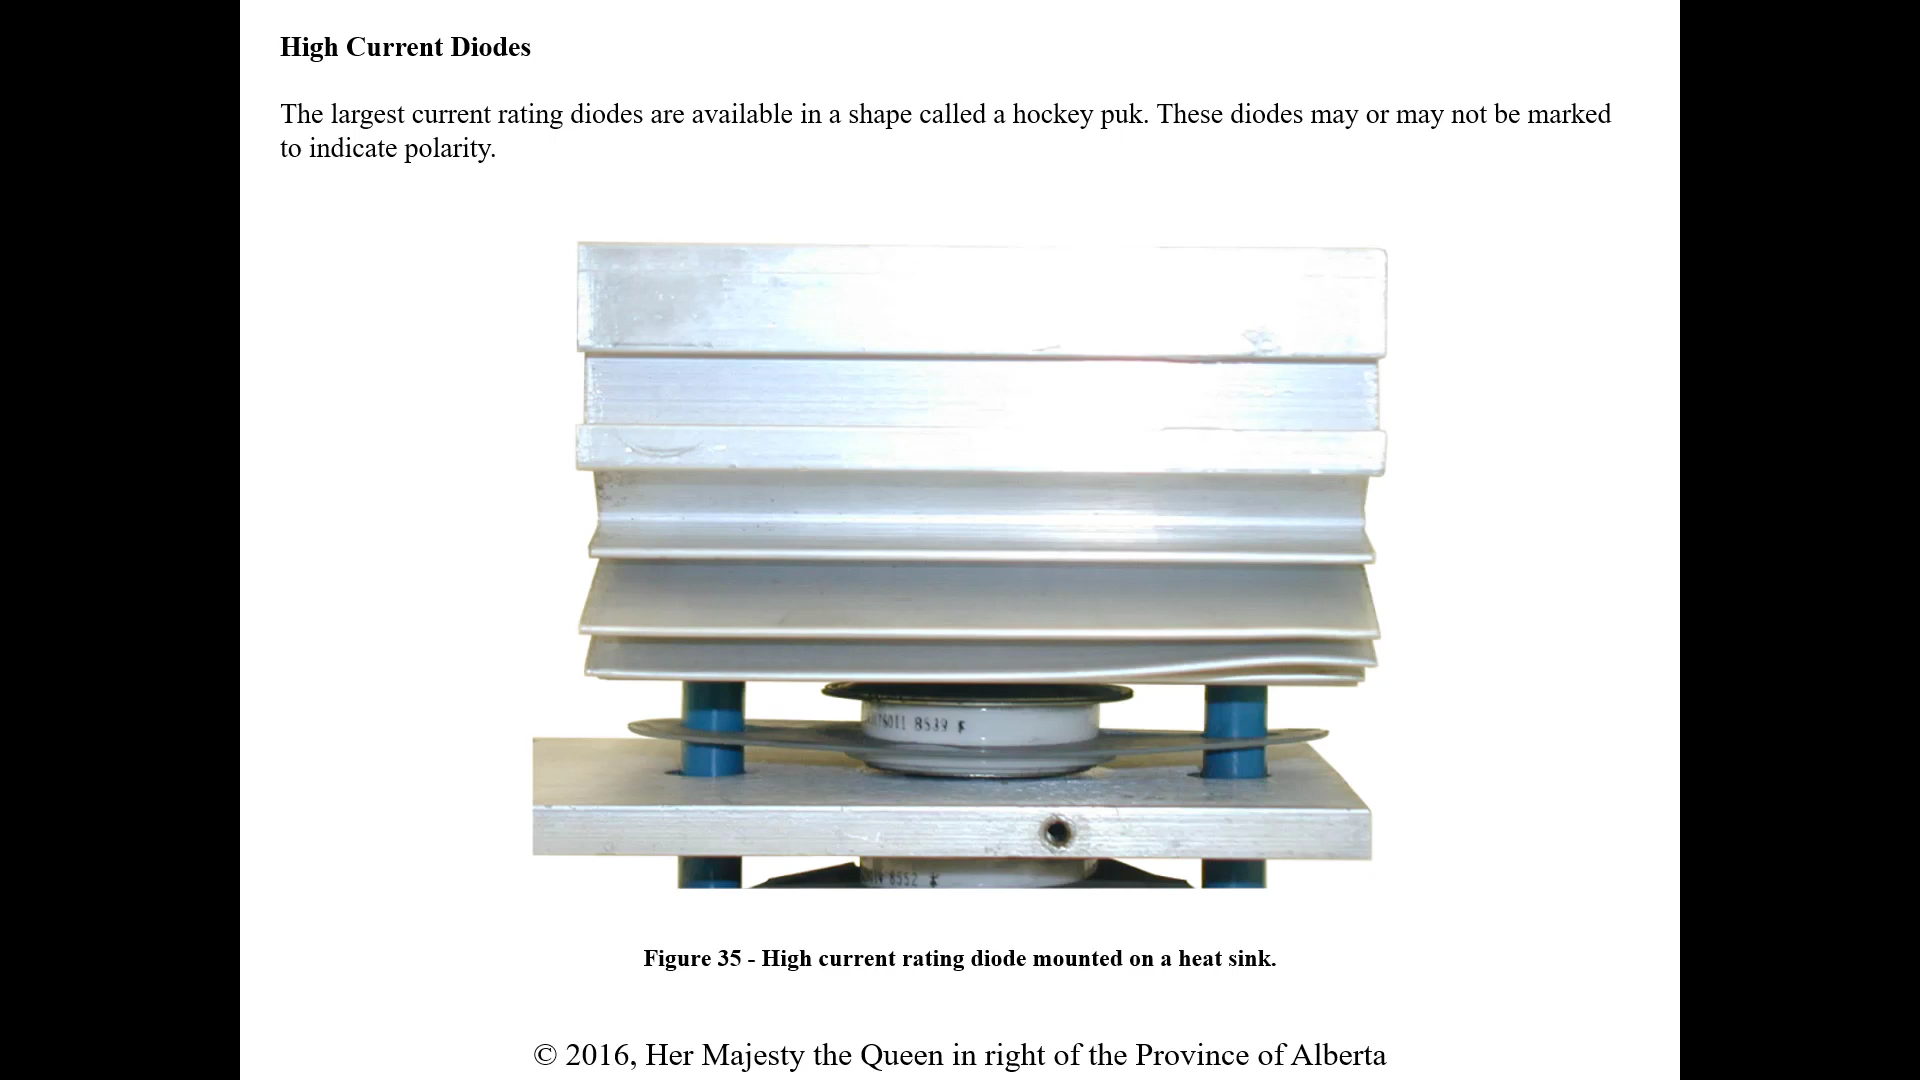 High Current Diodes
The largest current rating diodes are available in a shape called a hockey puk. These diodes may or may not be marked
to indicate polarity.
8539
8552
Figure 35 - High current rating diode mounted on a heat sink.
© 2016, Her Majesty the Queen in right of the Province of Alberta